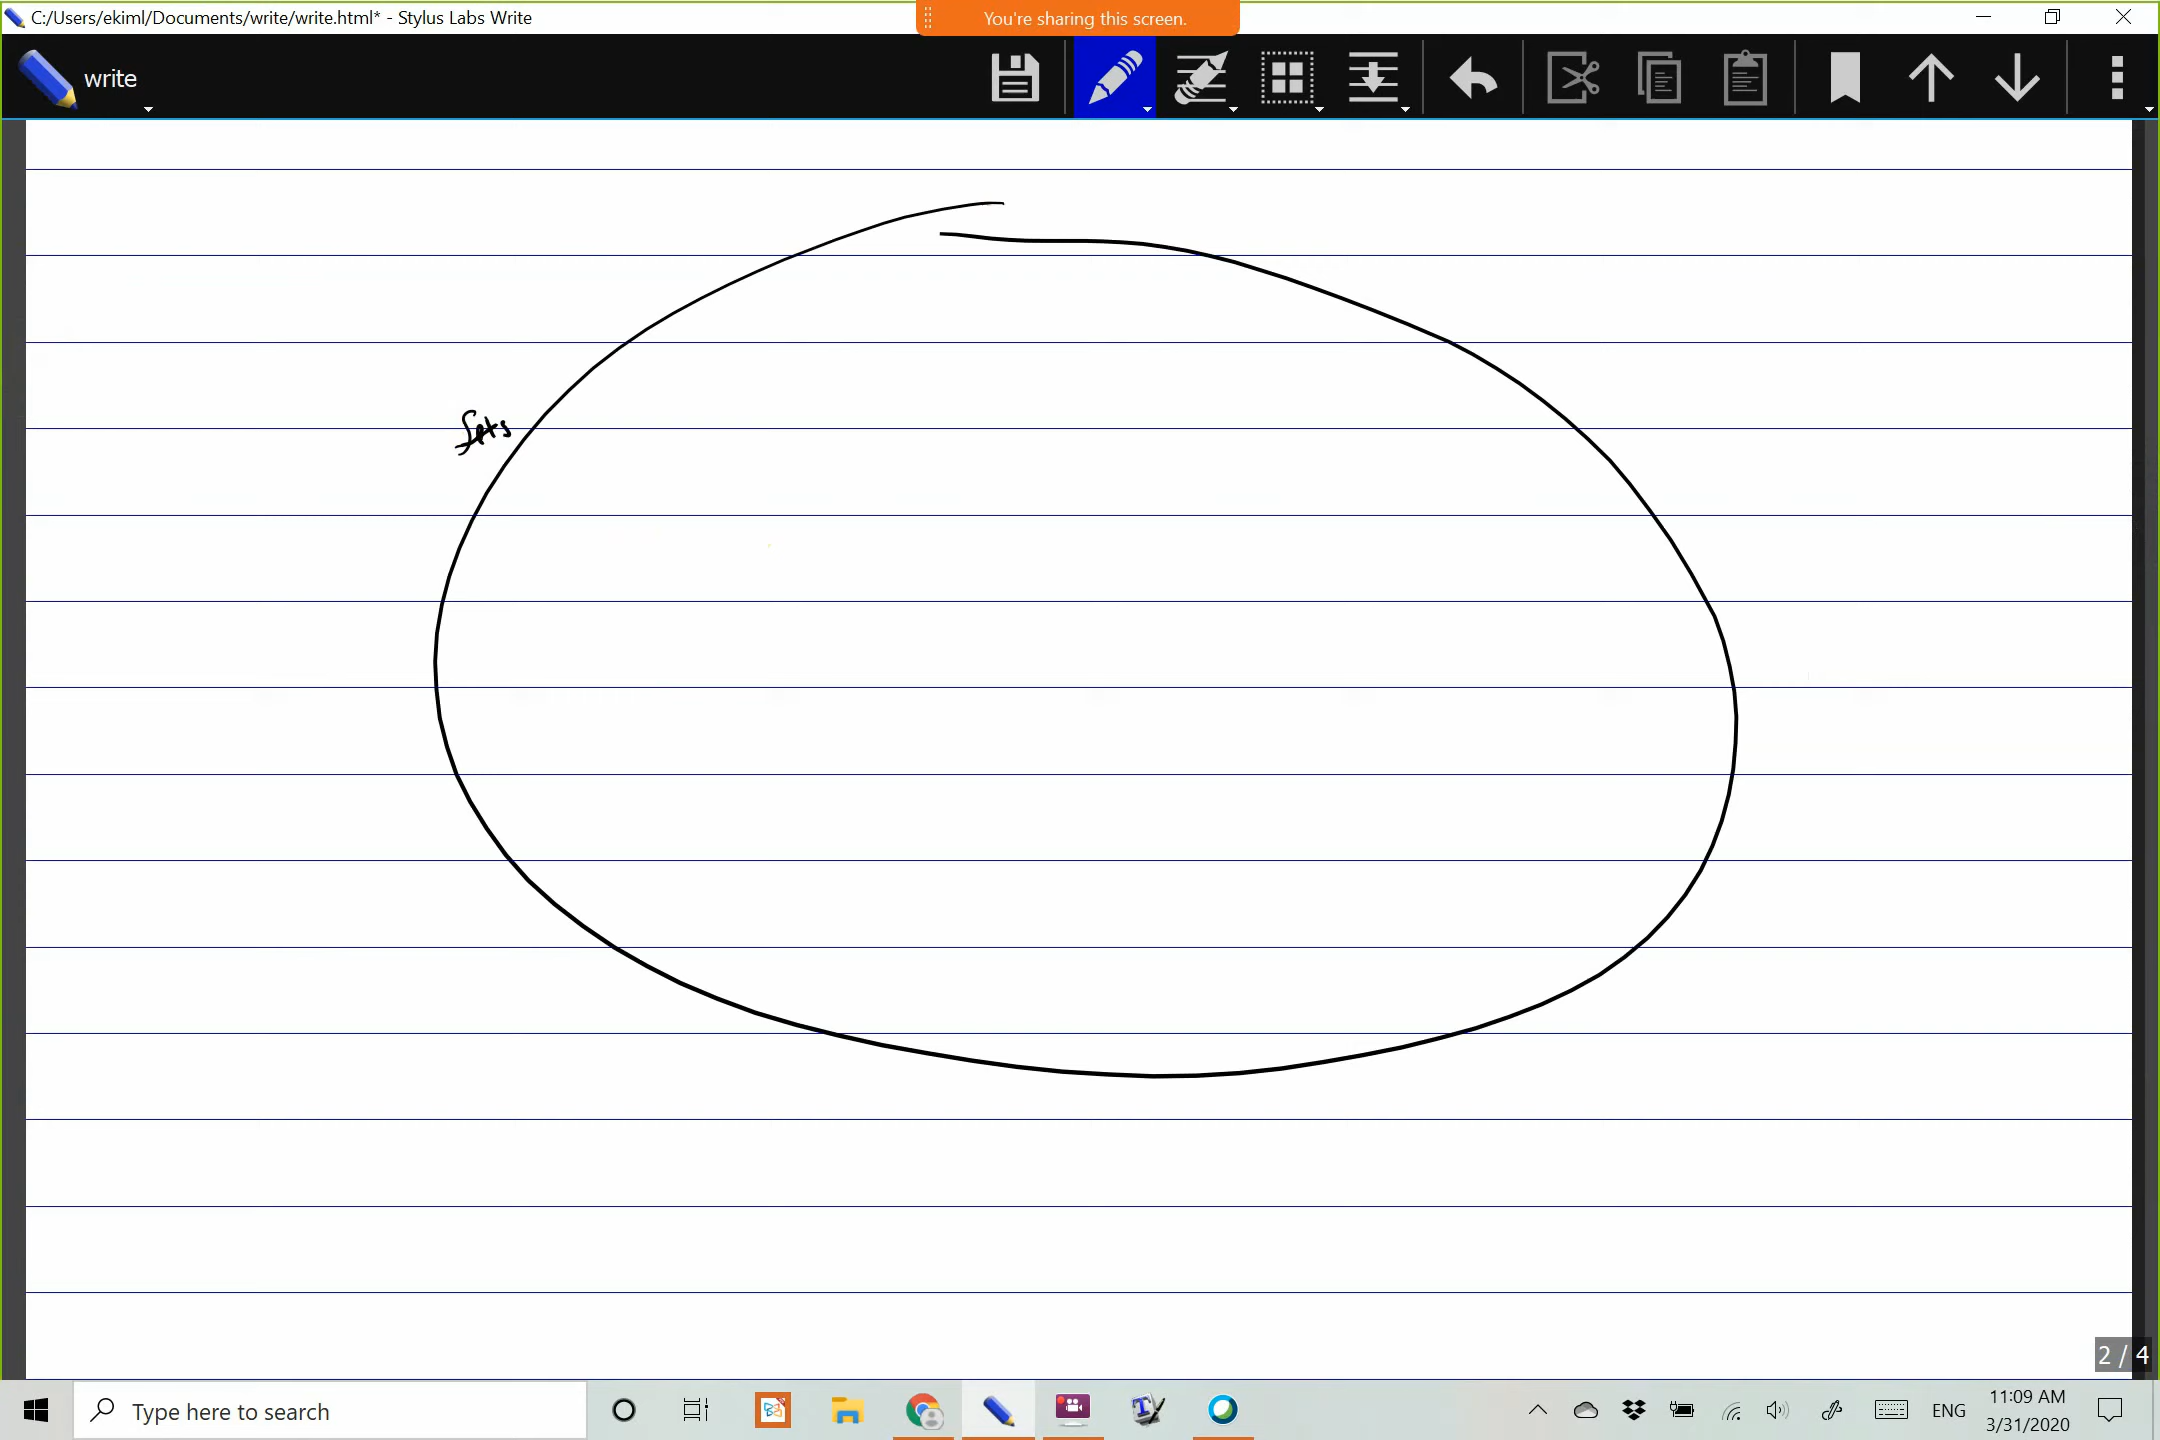 C:/Users/ekiml/Documents/write/write.html* - Stylus Labs Write
You're sharing this screen.
write
Sets
2 / 4
Type here to search
ENG
11:09 AM
3/31/2020